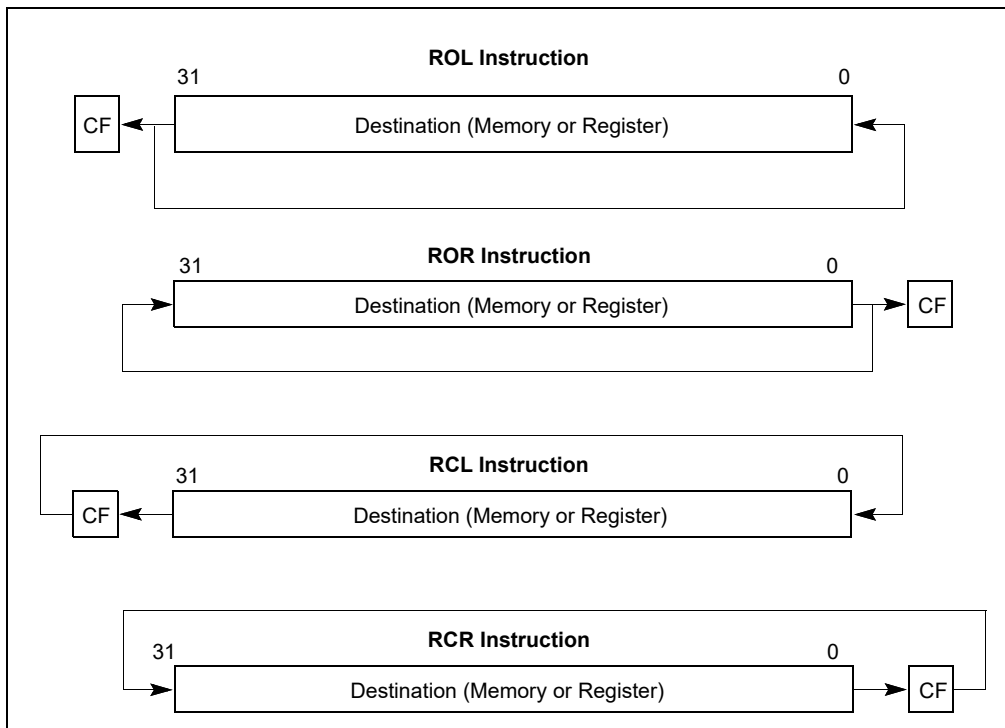 ROL Instruction
31 0
CF Destination (Memory or Register)
ROR Instruction
31 0
Destination (Memory or Register) CF
RCL Instruction
31 0
CF Destination (Memory or Register)
RCR Instruction
31 0
Destination (Memory or Register) CF